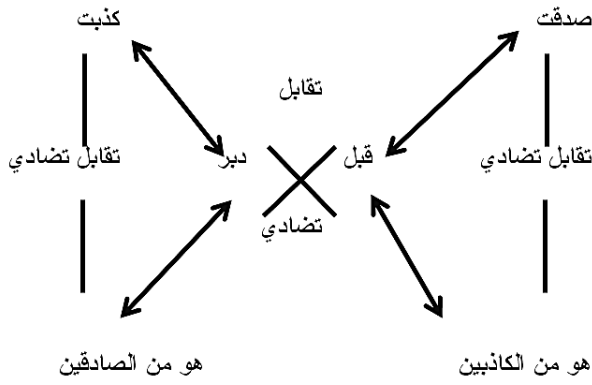 صدقت
كذبت
تقابل
تقابل تضادي
قبل
دبر
تقابل تضادي
تضادي
هو من الكاذبين
هو من الصادقين